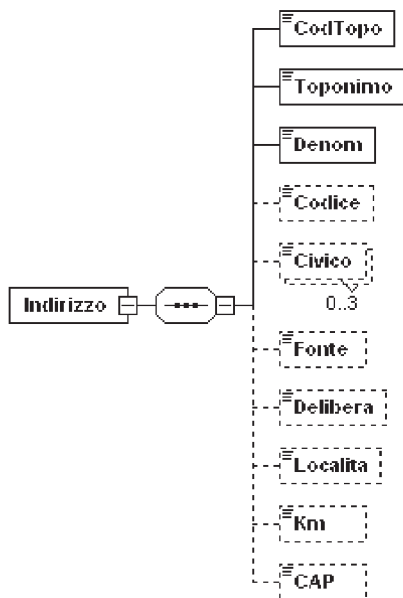 CodTopo
Toponimo
Denom
Codice
Civico
0..3
Indirizzo
Fonte
Delibera
Localita
Km
CAP